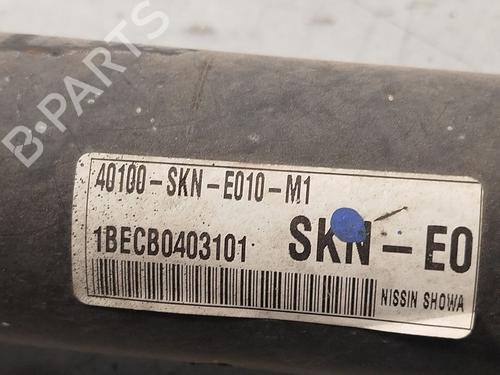 B-PARTS
40100-SKN-E010-M1
1BECB0403101
SKN-E0
NISSIN SHOWA